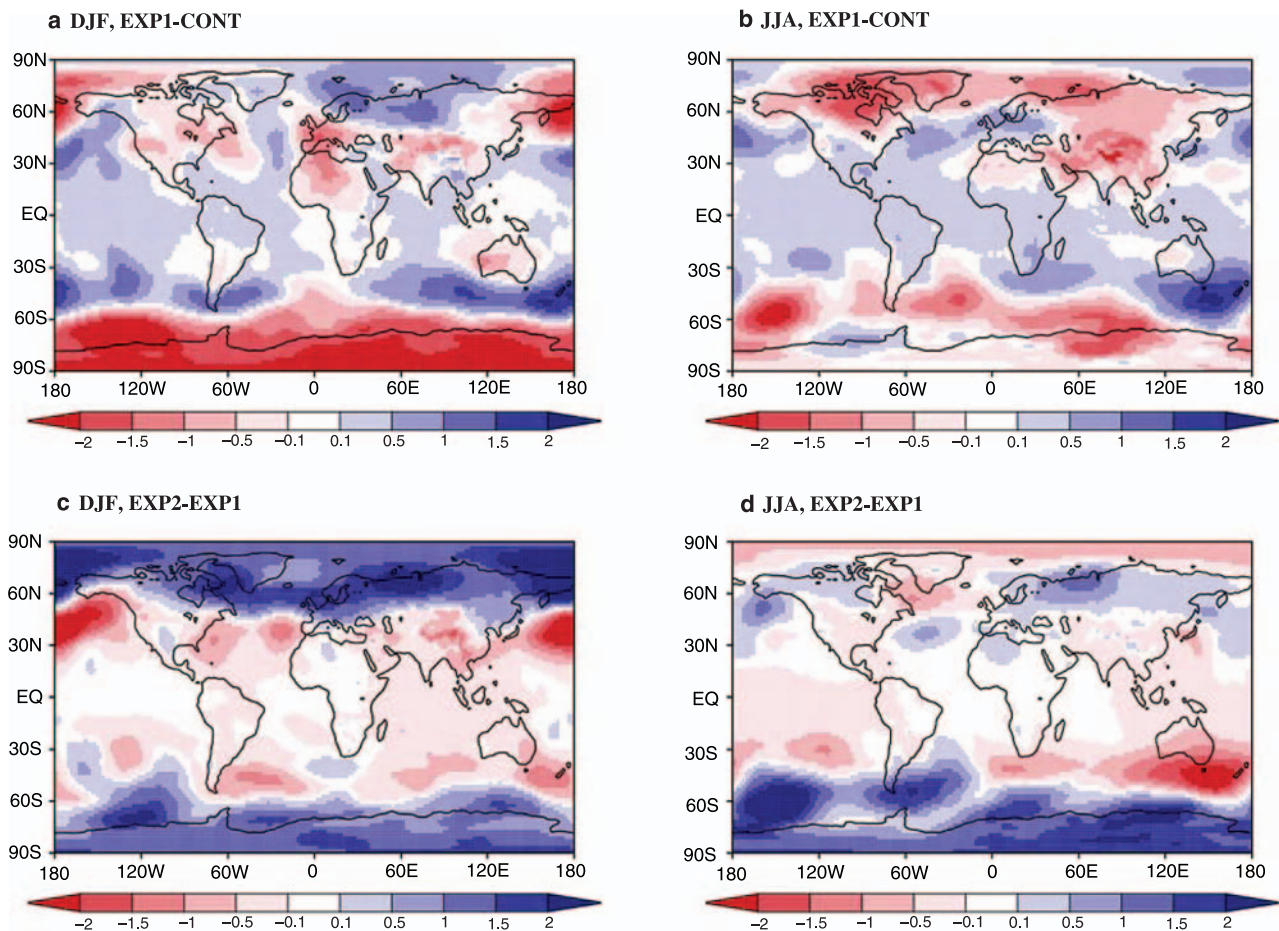 a DJF, EXP1-CONT
90N
60N
30N
EQ
30S
60S
90S
180 120W 60W 0 60E 120E 180
−2 −1.5 −1 −0.5 −0.1 0.1 0.5 1 1.5 2
b JJA, EXP1-CONT
90N
60N
30N
EQ
30S
60S
90S
180 120W 60W 0 60E 120E 180
−2 −1.5 −1 −0.5 −0.1 0.1 0.5 1 1.5 2
c DJF, EXP2-EXP1
90N
60N
30N
EQ
30S
60S
90S
180 120W 60W 0 60E 120E 180
−2 −1.5 −1 −0.5 −0.1 0.1 0.5 1 1.5 2
d JJA, EXP2-EXP1
90N
60N
30N
EQ
30S
60S
90S
180 120W 60W 0 60E 120E 180
−2 −1.5 −1 −0.5 −0.1 0.1 0.5 1 1.5 2